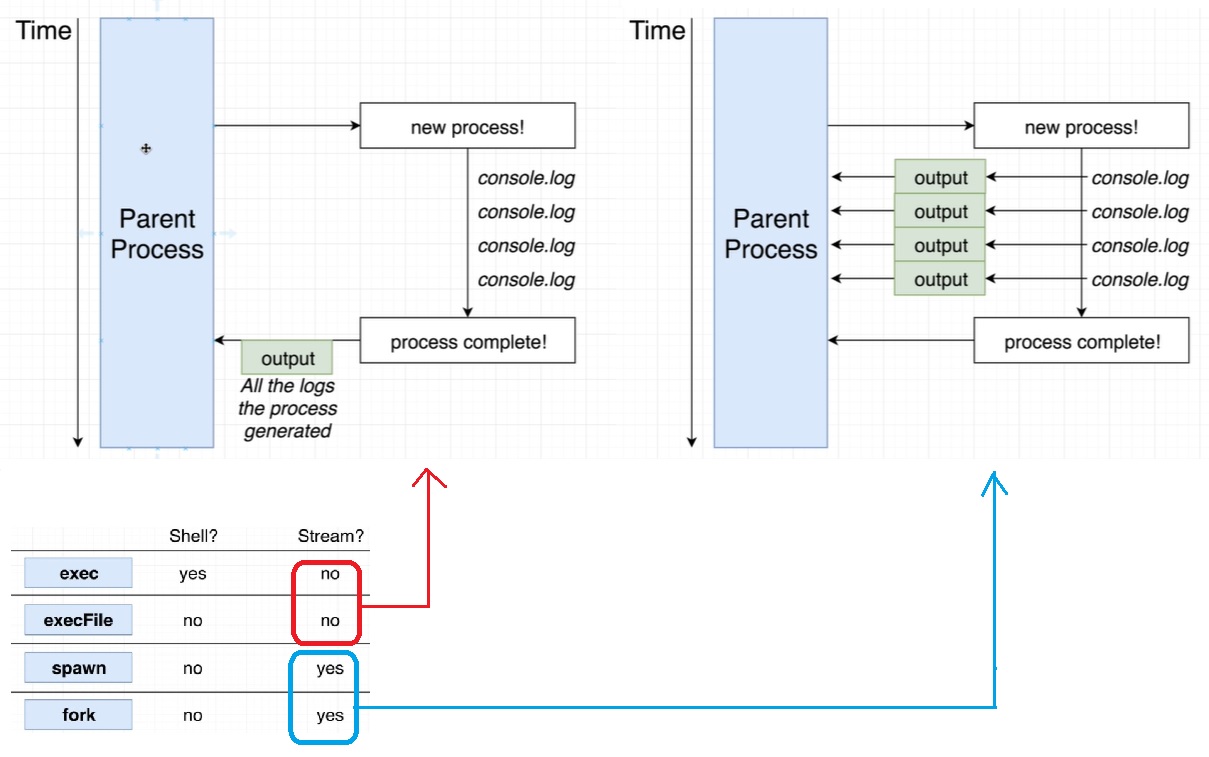 Time
Parent
Process
new process!
console.log
console.log
console.log
console.log
process complete!
output
All the logs
the process
generated
Time
Parent
Process
new process!
output
console.log
output
console.log
output
console.log
output
console.log
process complete!
Shell?
Stream?
exec
yes
no
execFile
no
no
spawn
no
yes
fork
no
yes